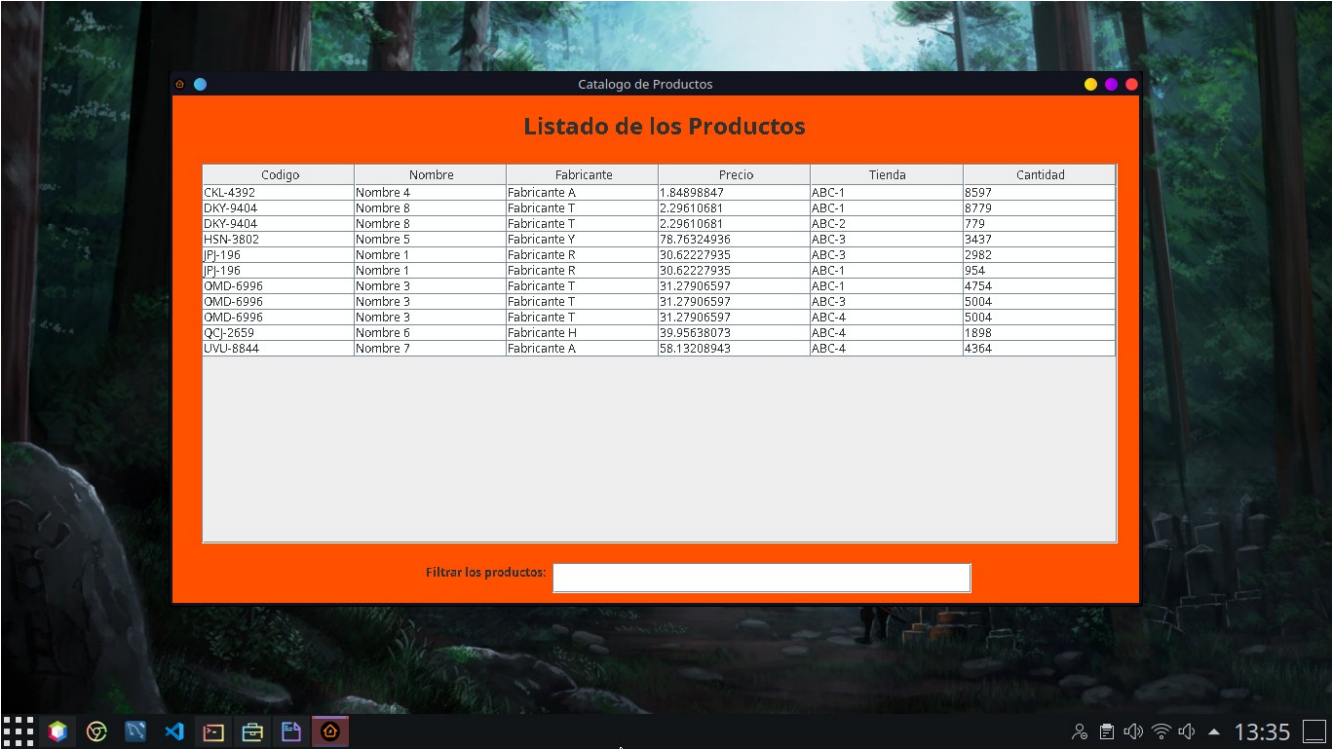 Catalogo de Productos
Listado de los Productos
Codigo Nombre Fabricante Precio Tienda Cantidad
CKL-4392 Nombre 4 Fabricante A 1.84898847 ABC-1 8597
DKY-9404 Nombre 8 Fabricante T 2.29610681 ABC-1 8779
DKY-9404 Nombre 8 Fabricante T 2.29610681 ABC-2 779
HSN-3802 Nombre 5 Fabricante Y 78.76324936 ABC-3 3437
JPJ-196 Nombre 1 Fabricante R 30.62227935 ABC-3 2982
JPJ-196 Nombre 1 Fabricante R 30.62227935 ABC-1 954
OMD-6996 Nombre 3 Fabricante T 31.27906597 ABC-1 4754
OMD-6996 Nombre 3 Fabricante T 31.27906597 ABC-3 5004
OMD-6996 Nombre 3 Fabricante T 31.27906597 ABC-4 5004
QCJ-2659 Nombre 6 Fabricante H 39.95638073 ABC-4 1898
UVU-8844 Nombre 7 Fabricante A 58.13208943 ABC-4 4364
Filtrar los productos:
13:35